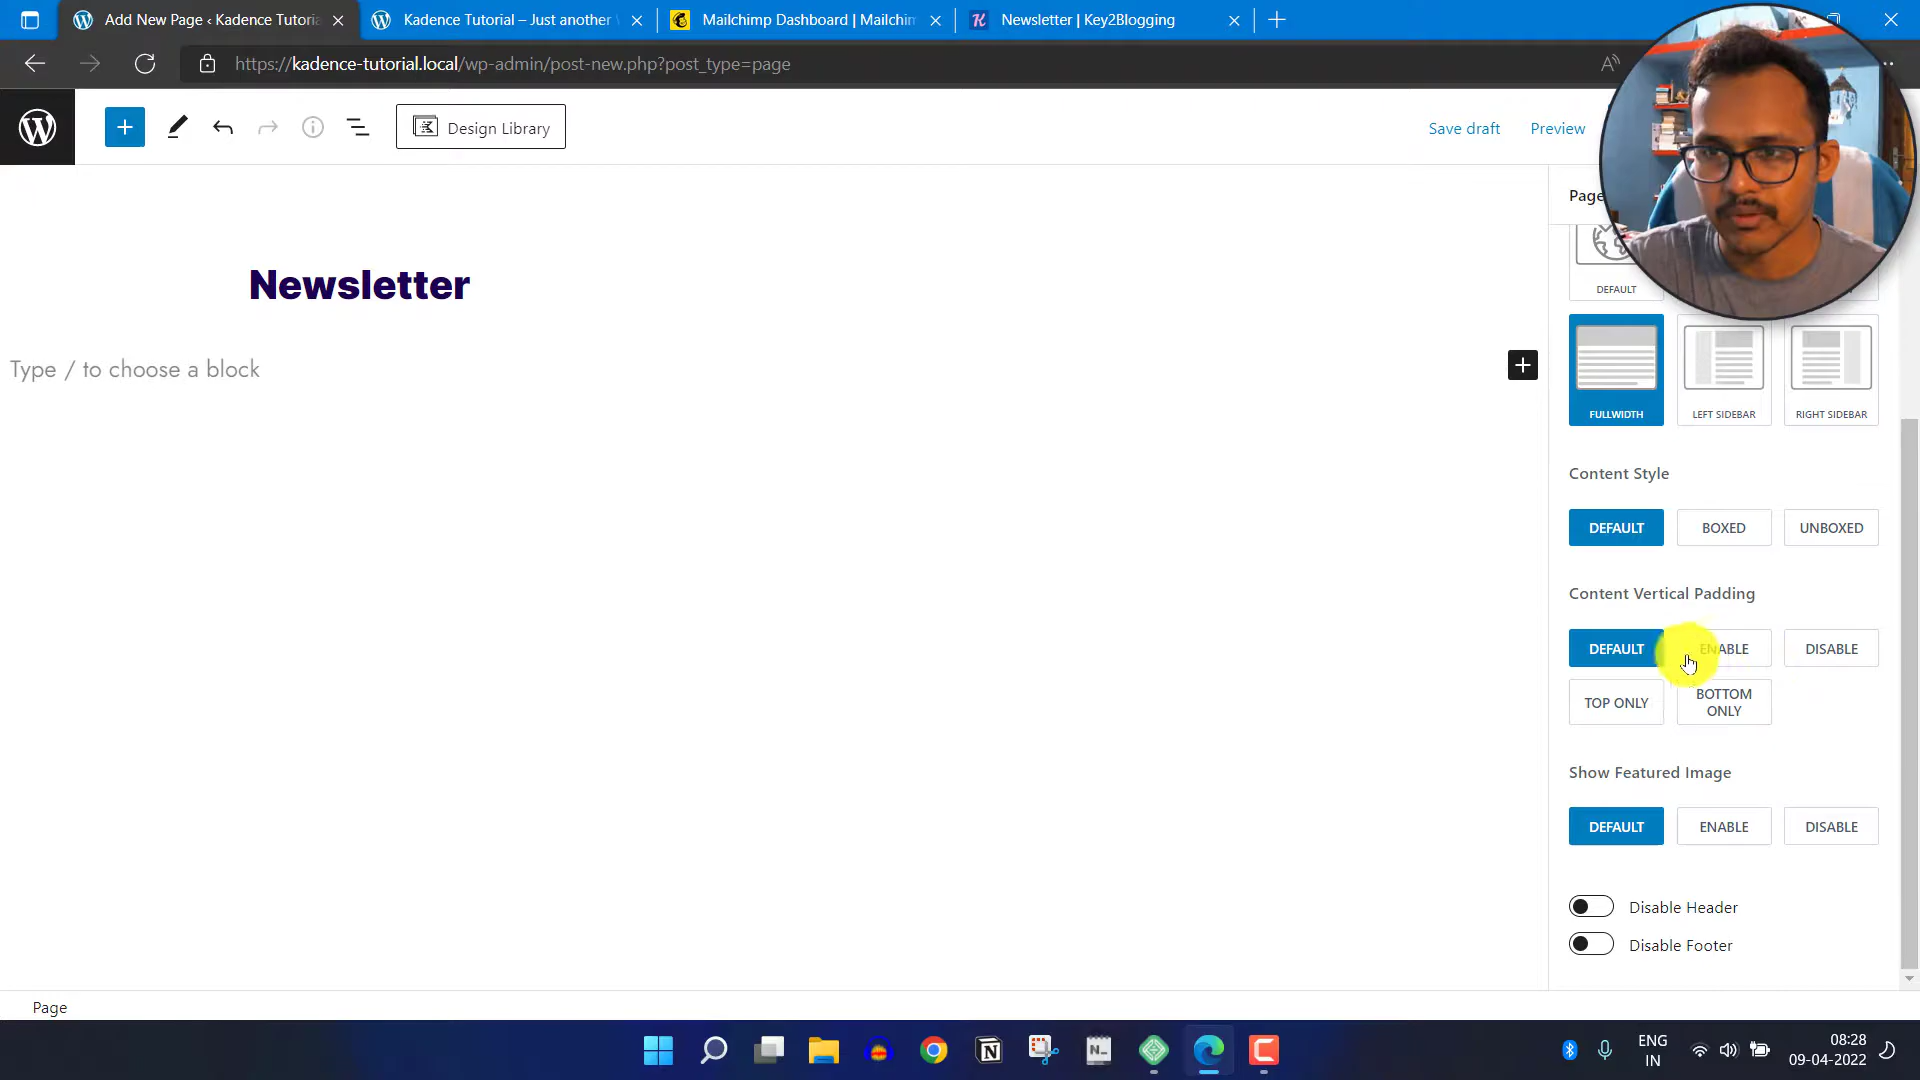 Add New Page ‹ Kadence Tutoria
Kadence Tutorial – Just another
Mailchimp Dashboard | Mailchim
Newsletter | Key2Blogging
https://kadence-tutorial.local/wp-admin/post-new.php?post_type=page
Design Library
Save draft
Preview
Newsletter
Type / to choose a block
Page
DEFAULT
FULLWIDTH
LEFT SIDEBAR
RIGHT SIDEBAR
Content Style
DEFAULT
BOXED
UNBOXED
Content Vertical Padding
DEFAULT
ENABLE
DISABLE
TOP ONLY
BOTTOM
ONLY
Show Featured Image
DEFAULT
ENABLE
DISABLE
Disable Header
Disable Footer
Page
ENG
IN
08:28
09-04-2022